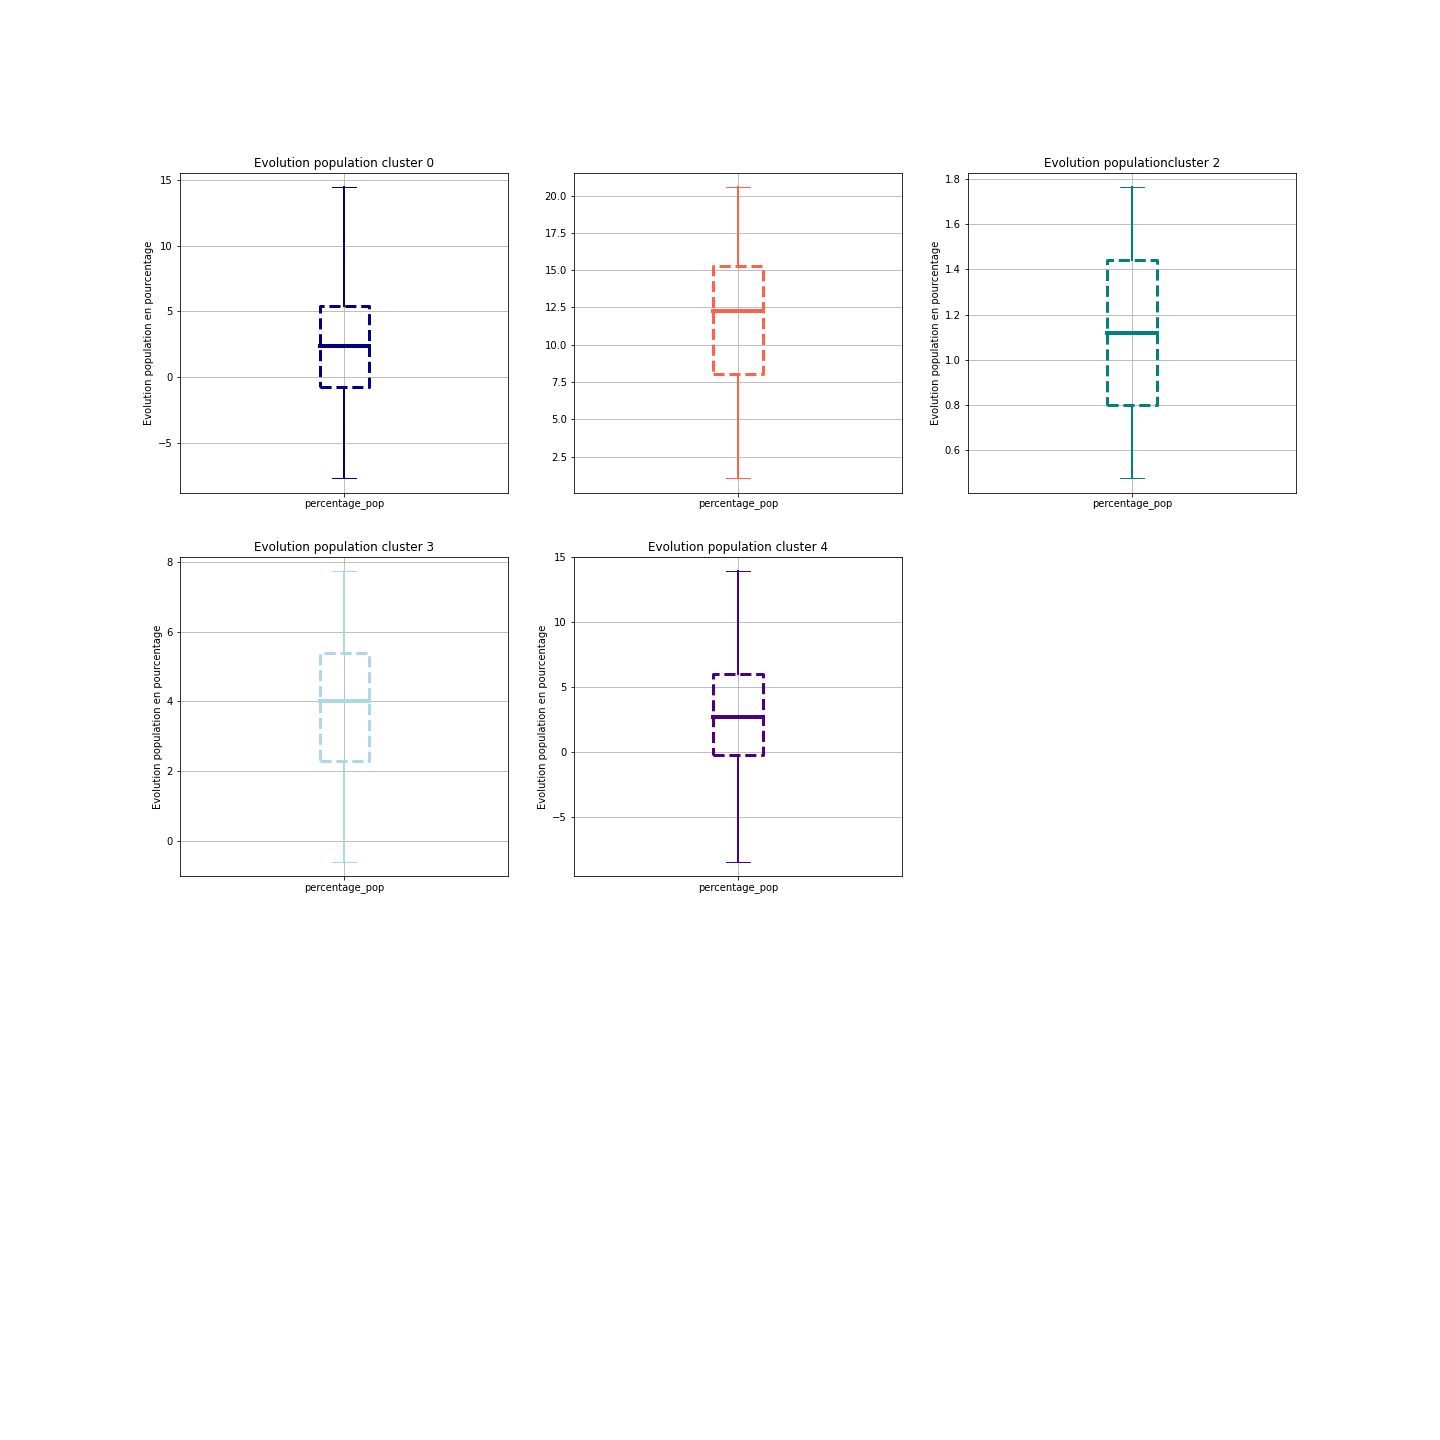 Evolution population cluster 0
Evolution population en pourcentage
15
10
5
0
−5
percentage_pop
20.0
17.5
15.0
12.5
10.0
7.5
5.0
2.5
percentage_pop
Evolution populationcluster 2
Evolution population en pourcentage
1.8
1.6
1.4
1.2
1.0
0.8
0.6
percentage_pop
Evolution population cluster 3
Evolution population en pourcentage
8
6
4
2
0
percentage_pop
Evolution population cluster 4
Evolution population en pourcentage
15
10
5
0
−5
percentage_pop